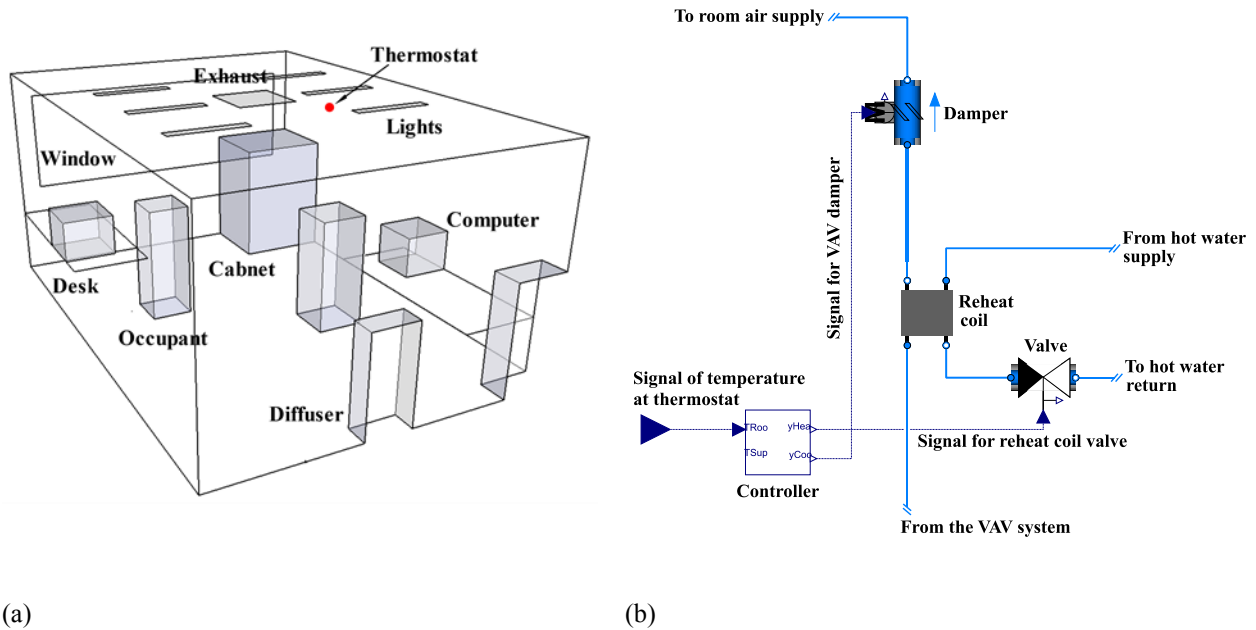 Thermostat
Exhaust
Lights
Window
Computer
Cabnet
Desk
Occupant
Diffuser
(a)
To room air supply
Damper
Signal for VAV damper
From hot water
supply
Reheat
coil
Valve
To hot water
return
Signal of temperature
at thermostat
TRoo
yHea
TSup
yCoo
Signal for reheat coil valve
Controller
From the VAV system
(b)